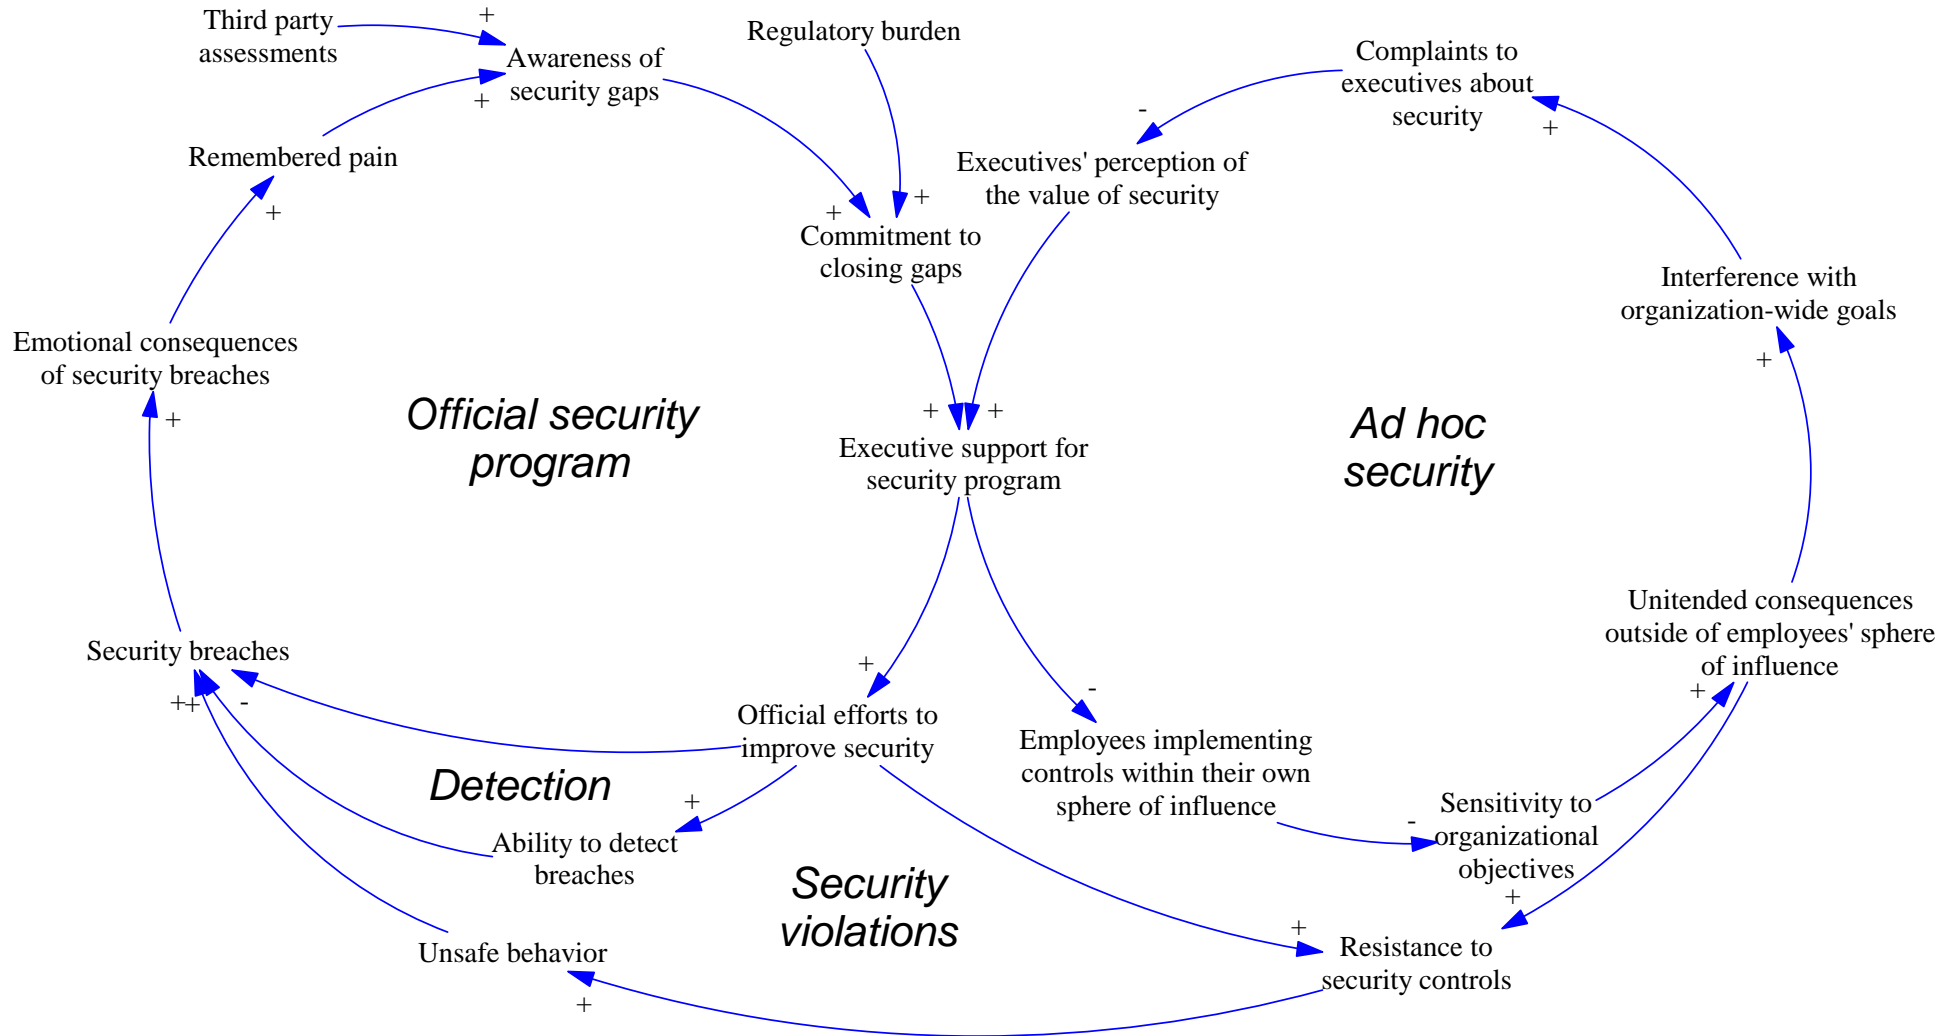 Third party
assessments
+
Awareness of
security gaps
+
Regulatory burden
Complaints to
executives about
security
+
-
Remembered pain
+
Executives' perception of
the value of security
+
+
Commitment to
closing gaps
Interference with
organization-wide goals
+
Emotional consequences
of security breaches
+
Official security
program
+
+
Executive support for
security program
Ad hoc
security
Unitended consequences
outside of employees' sphere
of influence
+
Security breaches
+
+
-
+
Official efforts to
improve security
-
Employees implementing
controls within their own
sphere of influence
Detection
+
Ability to detect
breaches
-
Sensitivity to
organizational
objectives
+
Security
violations
+
Resistance to
security controls
Unsafe behavior
+